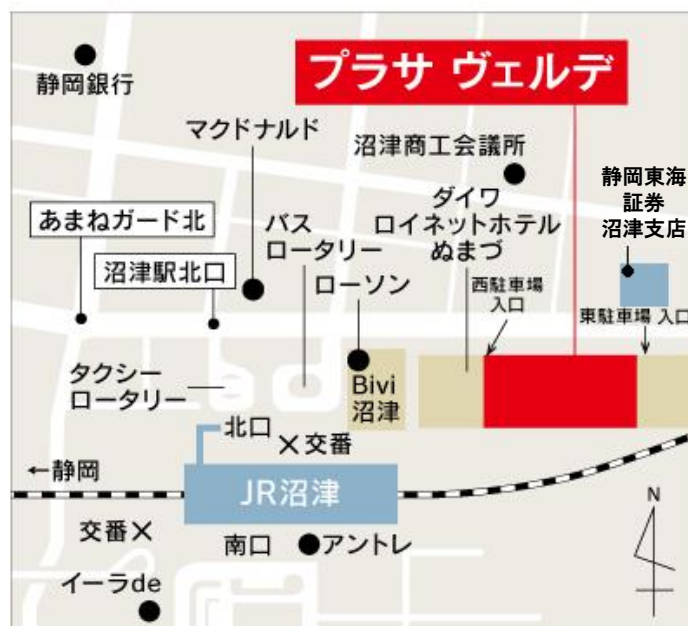 静岡銀行
プラサ ヴェルデ
マクドナルド
沼津商工会議所
静岡東海
証券
沼津支店
ダイワ
ロイネットホテル
ぬまづ
あまねガード北
バス
ロータリー
沼津駅北口
ローソン
西駐車場
入口
東駐車場 入口
タクシー
ロータリー
Bivi
沼津
北口
交番
←静岡
JR沼津
N
交番
南口
アントレ
イーラde